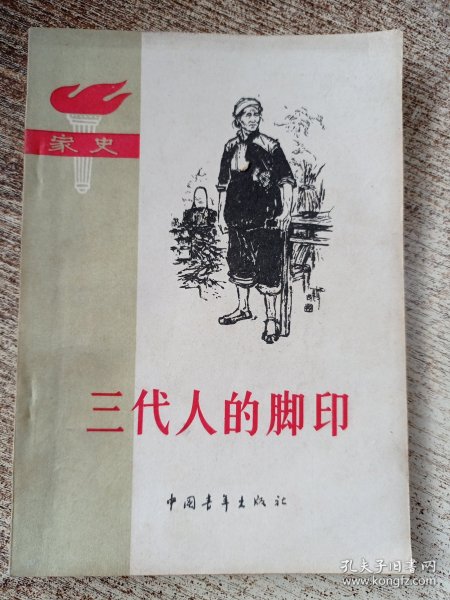 家史
三代人的脚印
中国青年出版社
孔夫子旧书网
www.kongfz.com